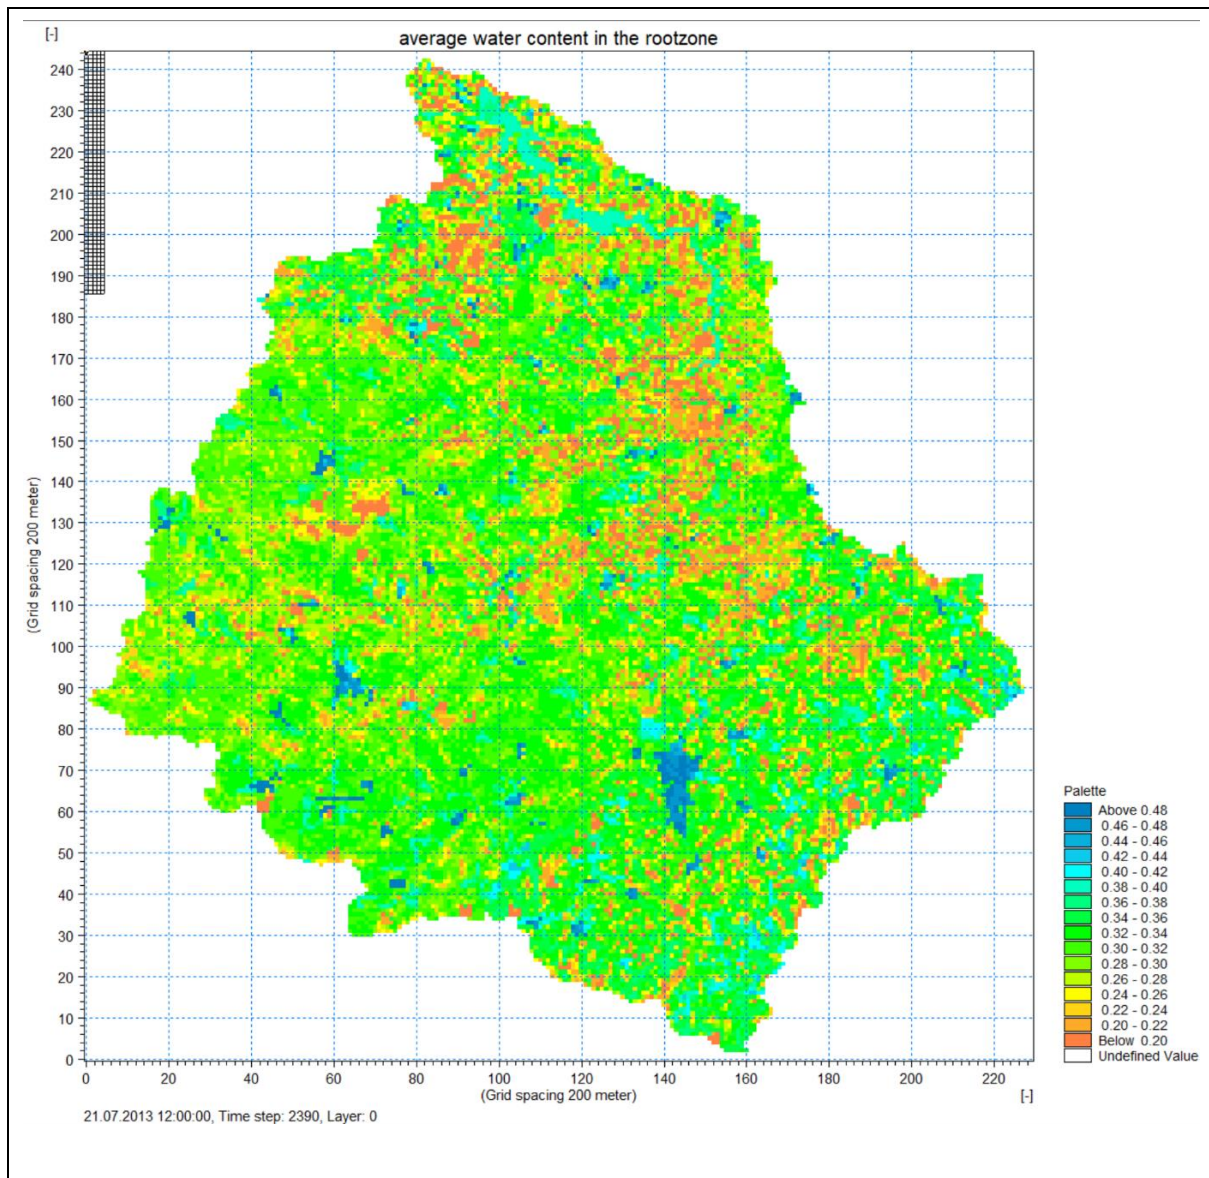 [-]
average water content in the rootzone
240
230
220
210
200
190
180
170
160
150
140
130
120
110
100
90
80
70
60
50
40
30
20
10
0
(Grid spacing 200 meter)
0 20 40 60 80 100 120 140 160 180 200 220
(Grid spacing 200 meter)
[-]
21.07.2013 12:00:00, Time step: 2390, Layer: 0
Palette
Above 0.48
0.46 - 0.48
0.44 - 0.46
0.42 - 0.44
0.40 - 0.42
0.38 - 0.40
0.36 - 0.38
0.34 - 0.36
0.32 - 0.34
0.30 - 0.32
0.28 - 0.30
0.26 - 0.28
0.24 - 0.26
0.22 - 0.24
0.20 - 0.22
Below 0.20
Undefined Value